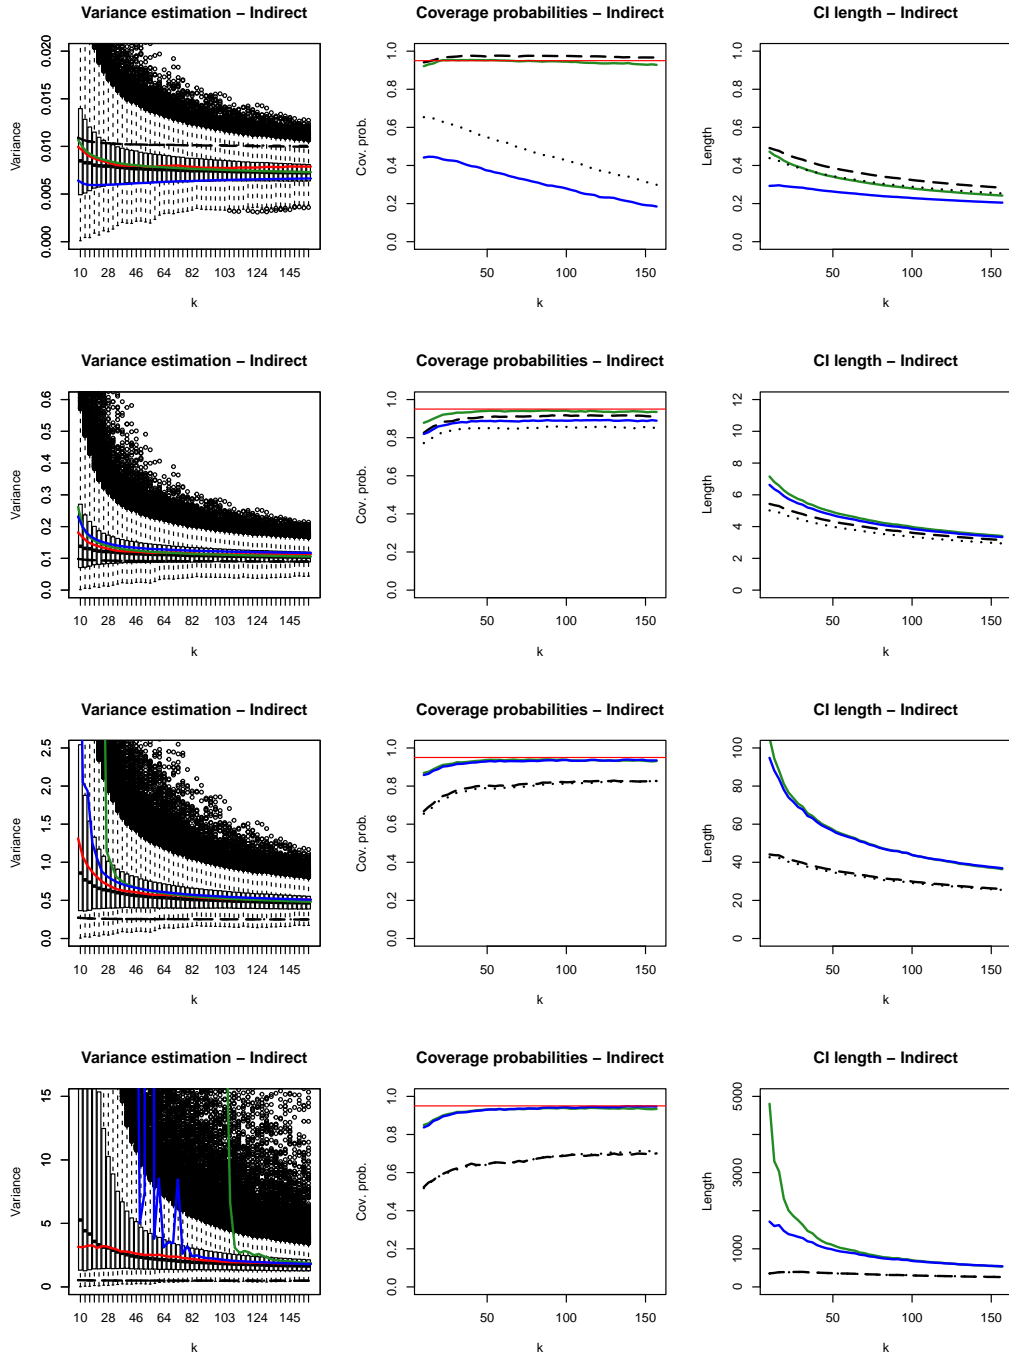 Variance estimation – Indirect
Coverage probabilities – Indirect
CI length – Indirect
Variance
0.000 0.005 0.010 0.015 0.020
10 28 46 64 82 103 124 145
k
Cov. prob.
0.0 0.2 0.4 0.6 0.8 1.0
50 100 150
k
Length
0.0 0.2 0.4 0.6 0.8 1.0
50 100 150
k
Variance estimation – Indirect
Coverage probabilities – Indirect
CI length – Indirect
Variance
0.0 0.1 0.2 0.3 0.4 0.5 0.6
10 28 46 64 82 103 124 145
k
Cov. prob.
0.0 0.2 0.4 0.6 0.8 1.0
50 100 150
k
Length
0 2 4 6 8 10 12
50 100 150
k
Variance estimation – Indirect
Coverage probabilities – Indirect
CI length – Indirect
Variance
0.0 0.5 1.0 1.5 2.0 2.5
10 28 46 64 82 103 124 145
k
Cov. prob.
0.0 0.2 0.4 0.6 0.8 1.0
50 100 150
k
Length
0 20 40 60 80 100
50 100 150
k
Variance estimation – Indirect
Coverage probabilities – Indirect
CI length – Indirect
Variance
0 5 10 15
10 28 46 64 82 103 124 145
k
Cov. prob.
0.0 0.2 0.4 0.6 0.8 1.0
50 100 150
k
Length
0 1000 3000 5000
50 100 150
k